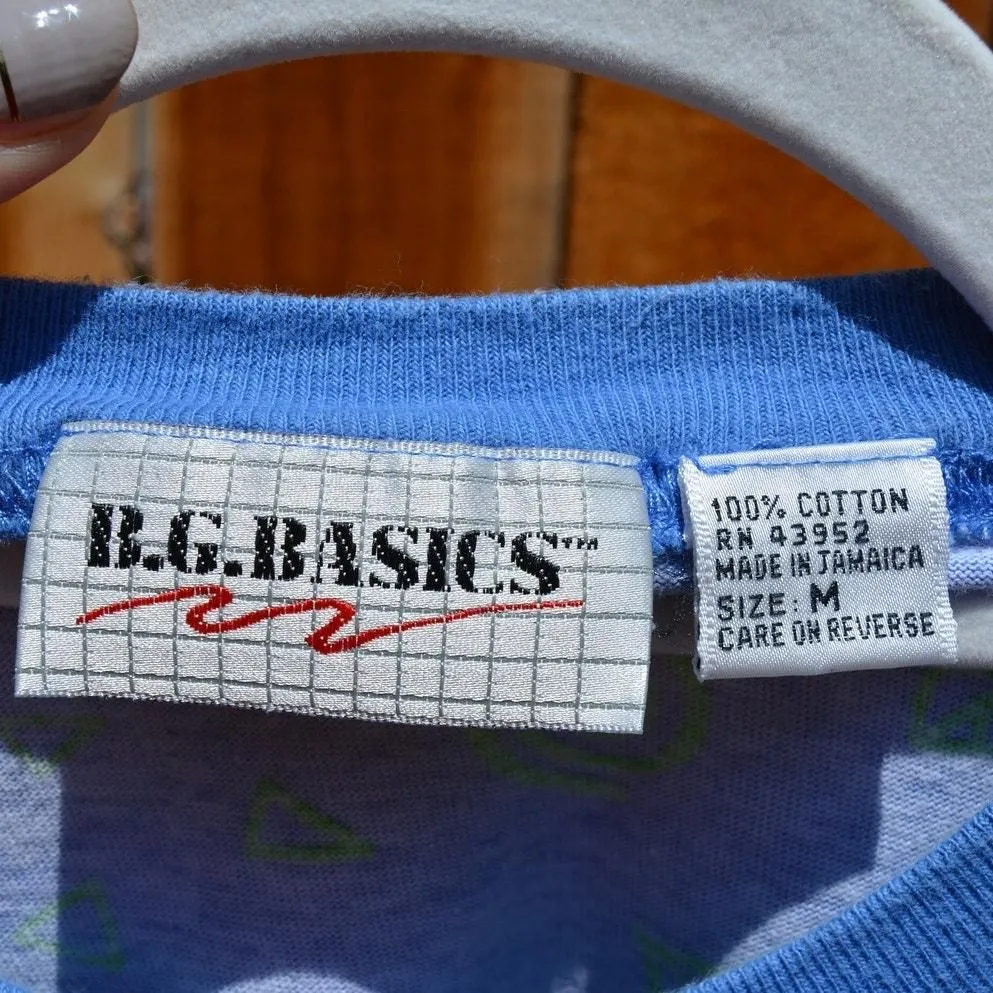 B.G.BASICS™
100% COTTON
RN 43952
MADE IN JAMAICA
SIZE: M
CARE ON REVERSE